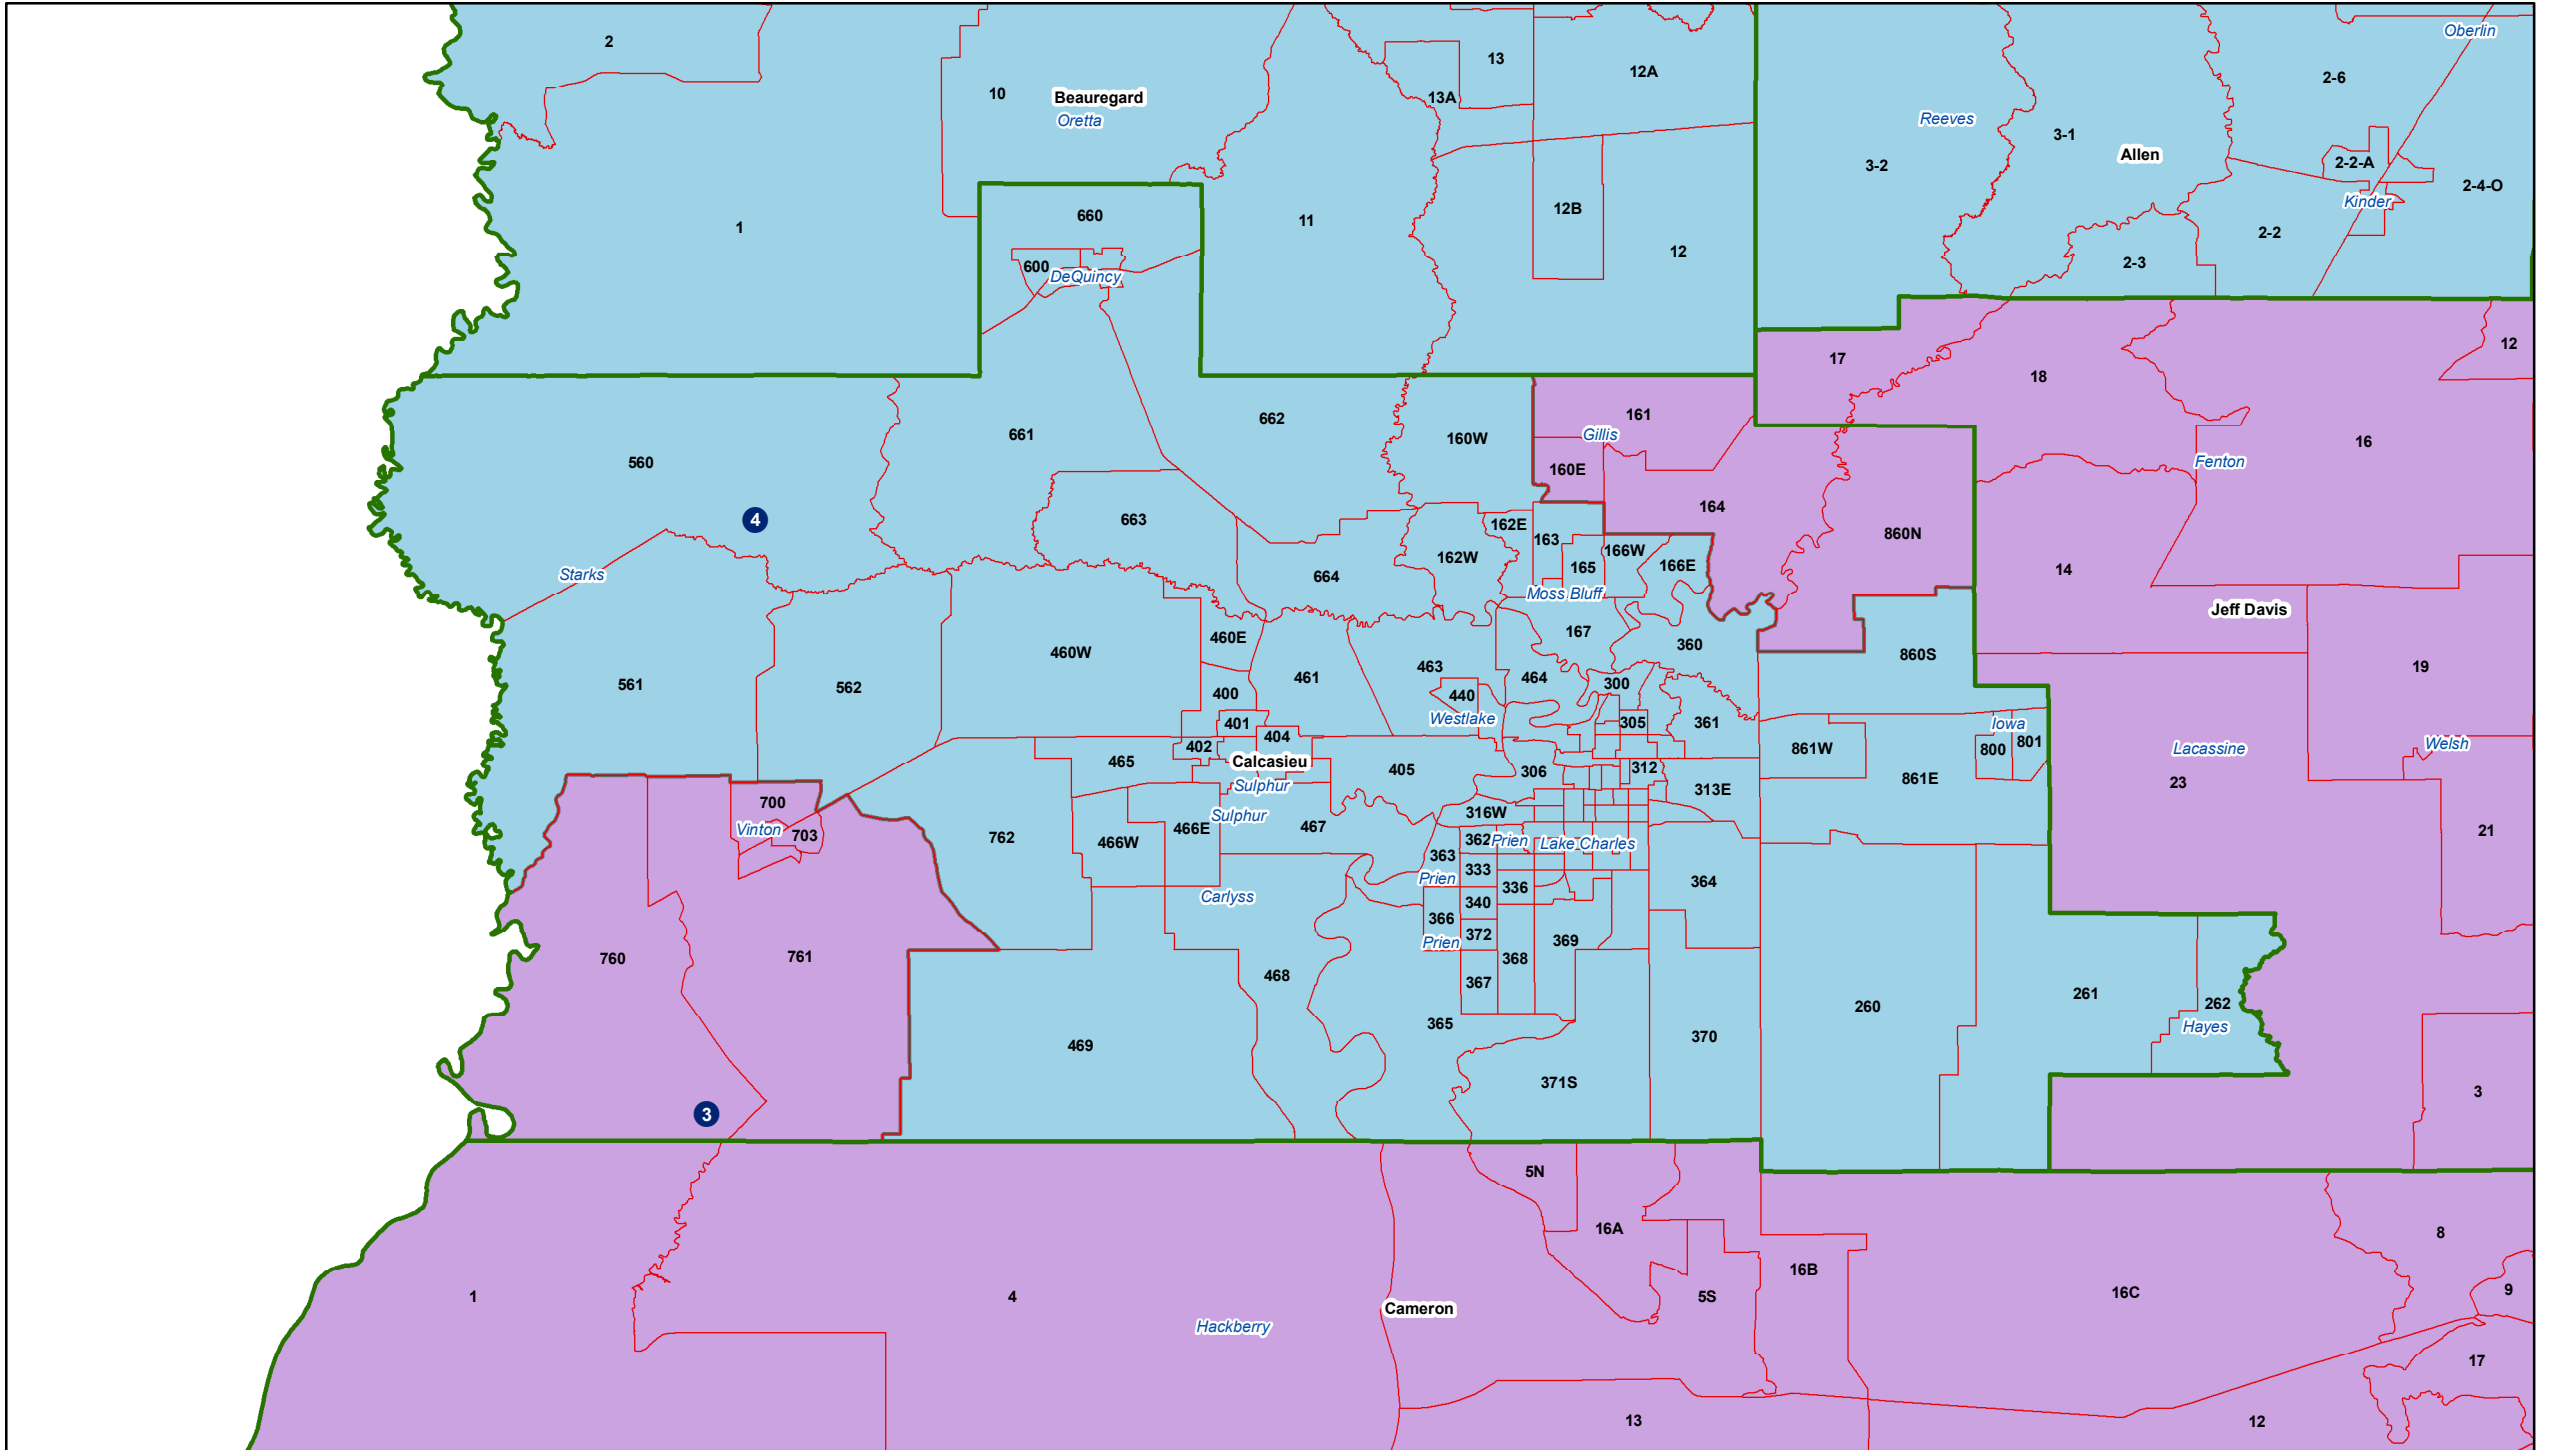 2
13
12A
Oberlin
2-6
10
Beauregard
13A
Oretta
Reeves
3-1
Allen
2-2-A
3-2
2-4-O
Kinder
12B
660
11
1
2-2
12
2-3
600
DeQuincy
12
17
18
161
662
661
Gillis
160W
16
560
Fenton
160E
164
4
663
162E
860N
163
166W
162W
165
166E
14
Starks
664
Moss Bluff
Jeff Davis
167
460E
360
460W
860S
463
19
461
464
561
300
562
400
440
Westlake
305
361
401
Iowa
404
801
Welsh
402
861W
800
Lacassine
465
Calcasieu
405
306
312
861E
23
Sulphur
313E
700
316W
Sulphur
Vinton
703
466E
467
21
762
362
Prien
466W
Lake Charles
363
333
Prien
364
336
Carlyss
340
366
372
369
Prien
760
761
368
468
367
261
262
260
365
Hayes
370
469
371S
3
3
5N
16A
8
16B
9
16C
1
4
5S
Cameron
Hackberry
17
13
12